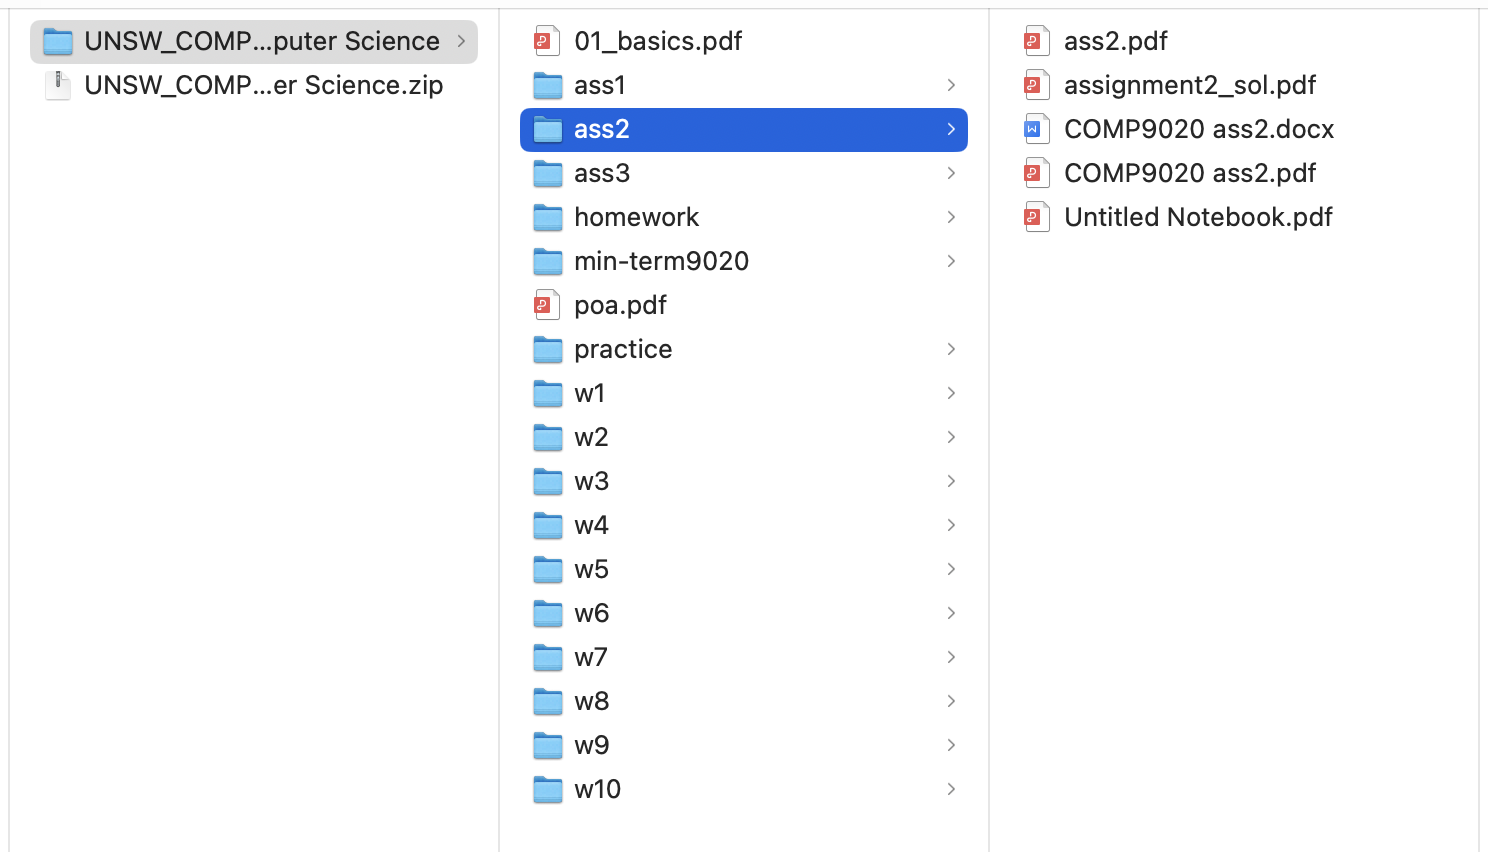 UNSW_COMP...puter Science
UNSW_COMP...er Science.zip
01_basics.pdf
ass1
ass2
ass3
homework
min-term9020
poa.pdf
practice
w1
w2
w3
w4
w5
w6
w7
w8
w9
w10
ass2.pdf
assignment2_sol.pdf
COMP9020 ass2.docx
COMP9020 ass2.pdf
Untitled Notebook.pdf